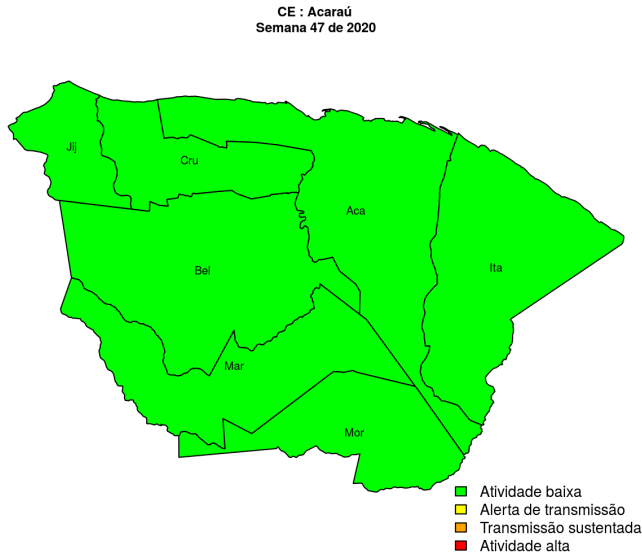 CE : Acaraú
Semana 47 de 2020
Jij
Cru
Aca
Bel
Ita
Mar
Mor
Atividade baixa
Alerta de transmissão
Transmissão sustentada
Atividade alta